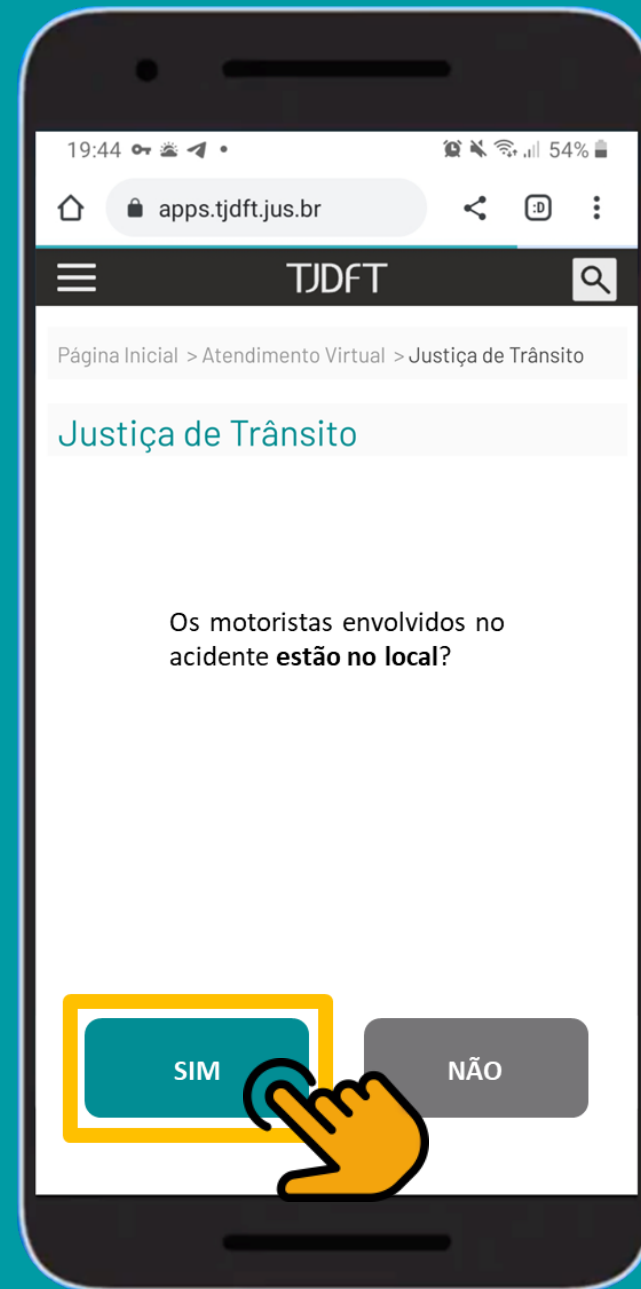 19:44
54%
apps.tjdft.jus.br
:D
TJDFT
Página Inicial > Atendimento Virtual > Justiça de Trânsito
Justiça de Trânsito
Os motoristas envolvidos no
acidente estão no local?
SIM
NÃO